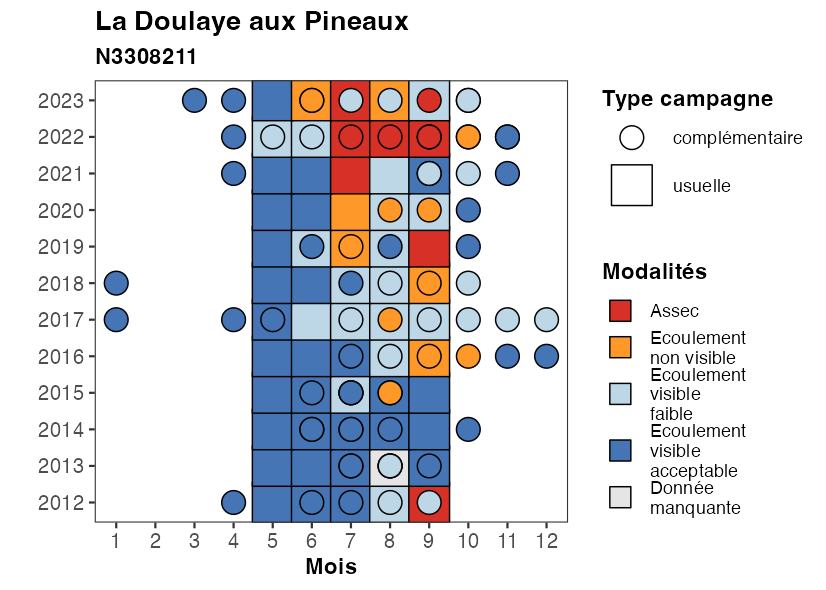 La Doulaye aux Pineaux
N3308211
2023
2022
2021
2020
2019
2018
2017
2016
2015
2014
2013
2012
1 2 3 4 5 6 7 8 9 10 11 12
Mois
Type campagne
complémentaire
usuelle
Modalités
Assec
Ecoulement
non visible
Ecoulement
visible
faible
Ecoulement
visible
acceptable
Donnée
manquante